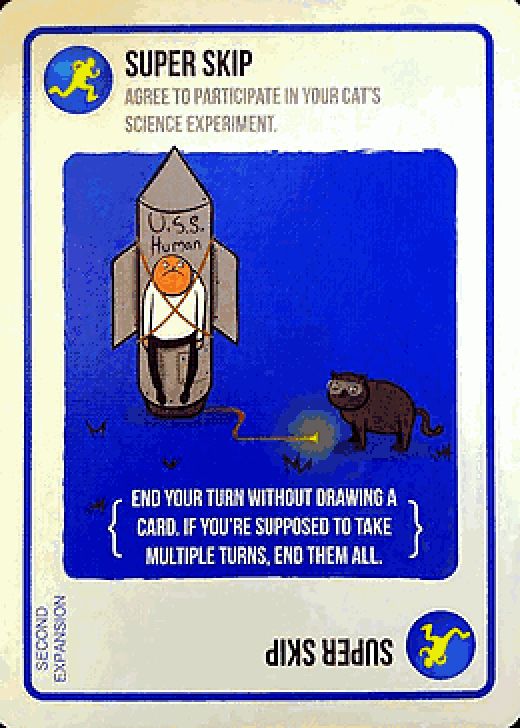 SUPER SKIP
AGREE TO PARTICIPATE IN YOUR CAT'S
SCIENCE EXPERIMENT.
U.S.S.
Human
END YOUR TURN WITHOUT DRAWING A
CARD. IF YOU'RE SUPPOSED TO TAKE
MULTIPLE TURNS, END THEM ALL.
SECOND
EXPANSION
SUPER SKIP